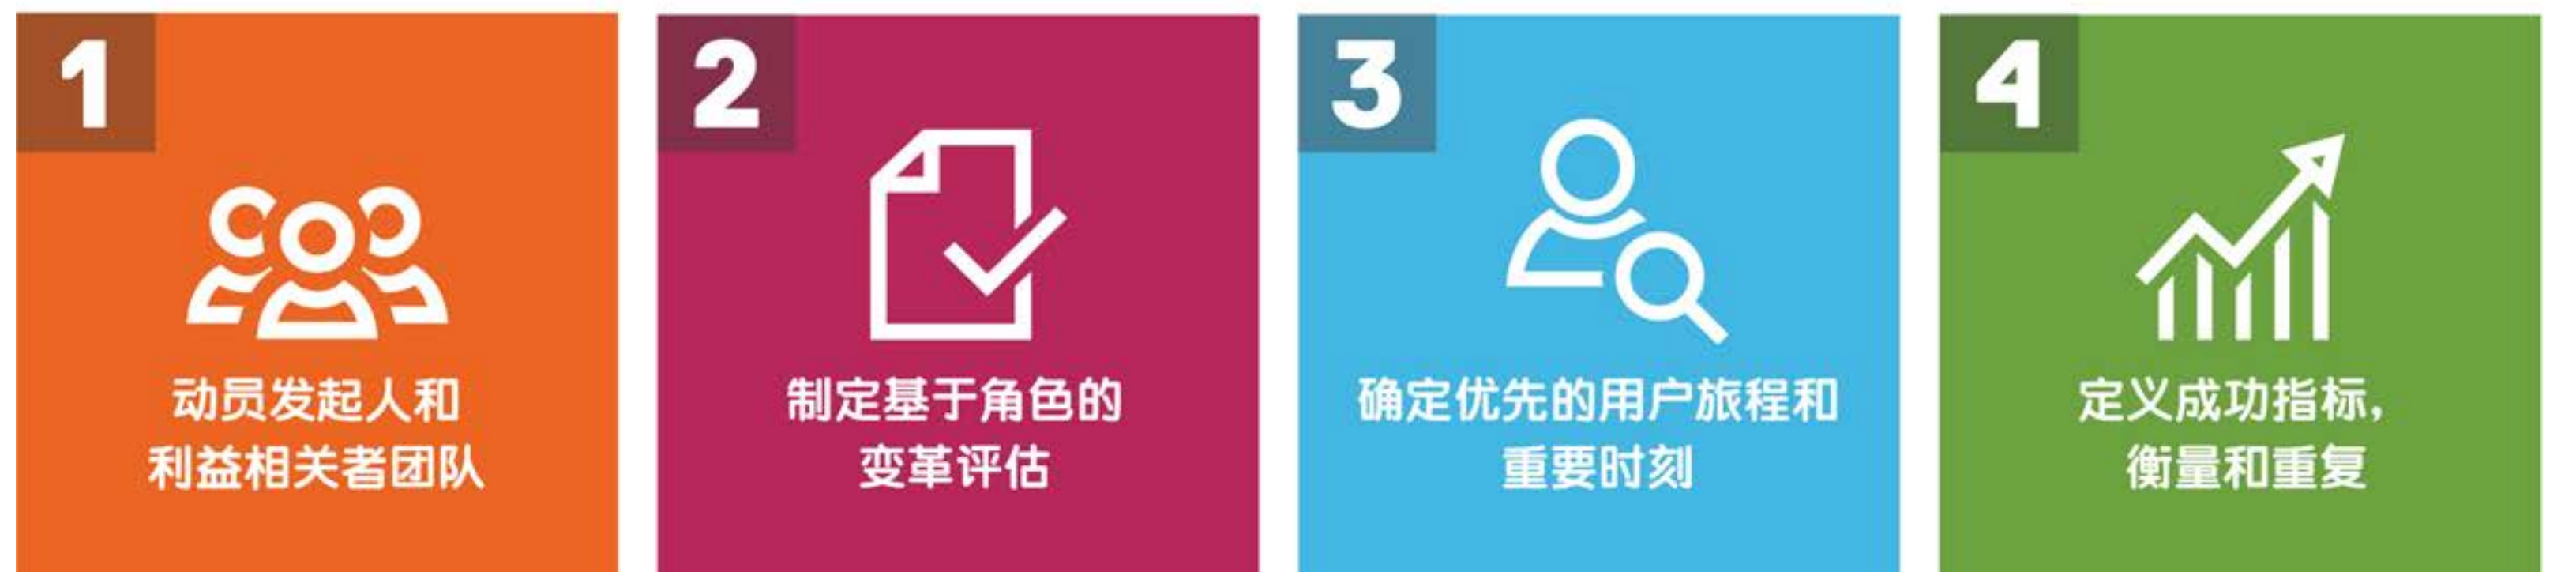 1
动员发起人和
利益相关者团队
2
制定基于角色的
变革评估
3
确定优先的用户旅程和
重要时刻
4
定义成功指标，
衡量和重复